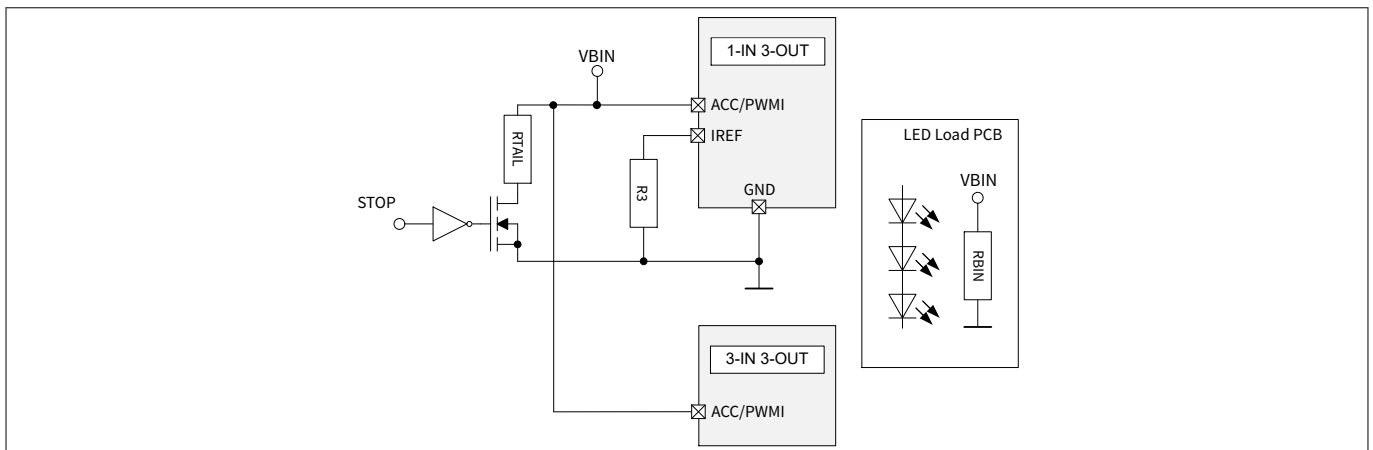 1-IN 3-OUT
VBIN
ACC/PWMI
IREF
RTAIL
R3
GND
STOP
LED Load PCB
VBIN
RBIN
3-IN 3-OUT
ACC/PWMI